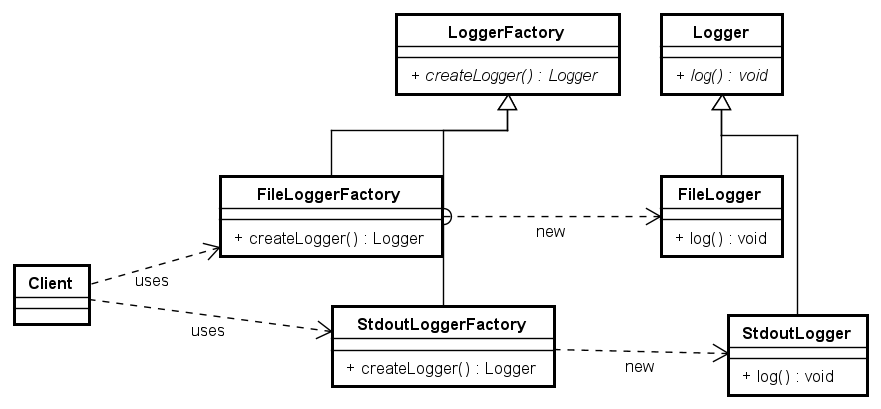 LoggerFactory
+ createLogger() : Logger
Logger
+ log() : void
FileLoggerFactory
+ createLogger() : Logger
new
FileLogger
+ log() : void
Client
uses
uses
StdoutLoggerFactory
+ createLogger() : Logger
new
StdoutLogger
+ log() : void